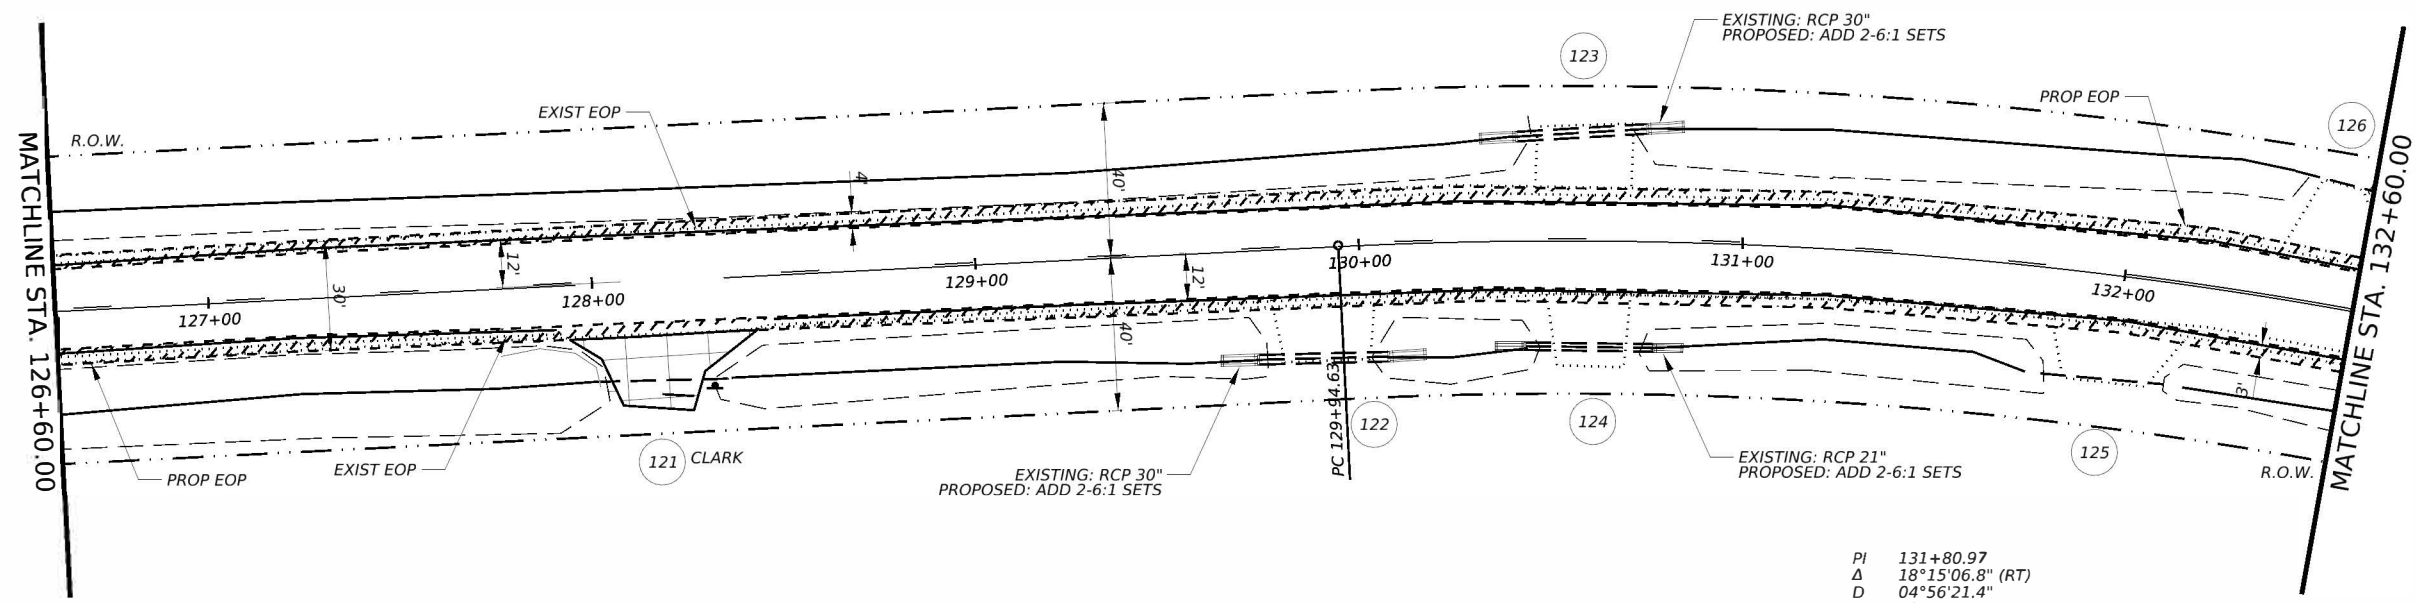 EXISTING: RCP 30"
PROPOSED: ADD 2-6:1 SETS
123
EXIST EOP
PROP EOP
126
R.O.W.
MATCHLINE STA. 126+60.00
MATCHLINE STA. 132+60.00
4'
40'
12'
30'
12'
40'
3'
127+00
128+00
129+00
130+00
131+00
132+00
PC 129+94.63
PROP EOP
EXIST EOP
121
CLARK
122
124
125
R.O.W.
EXISTING: RCP 30"
PROPOSED: ADD 2-6:1 SETS
EXISTING: RCP 21"
PROPOSED: ADD 2-6:1 SETS
PI 131+80.97
Δ 18°15'06.8" (RT)
D 04°56'21.4"